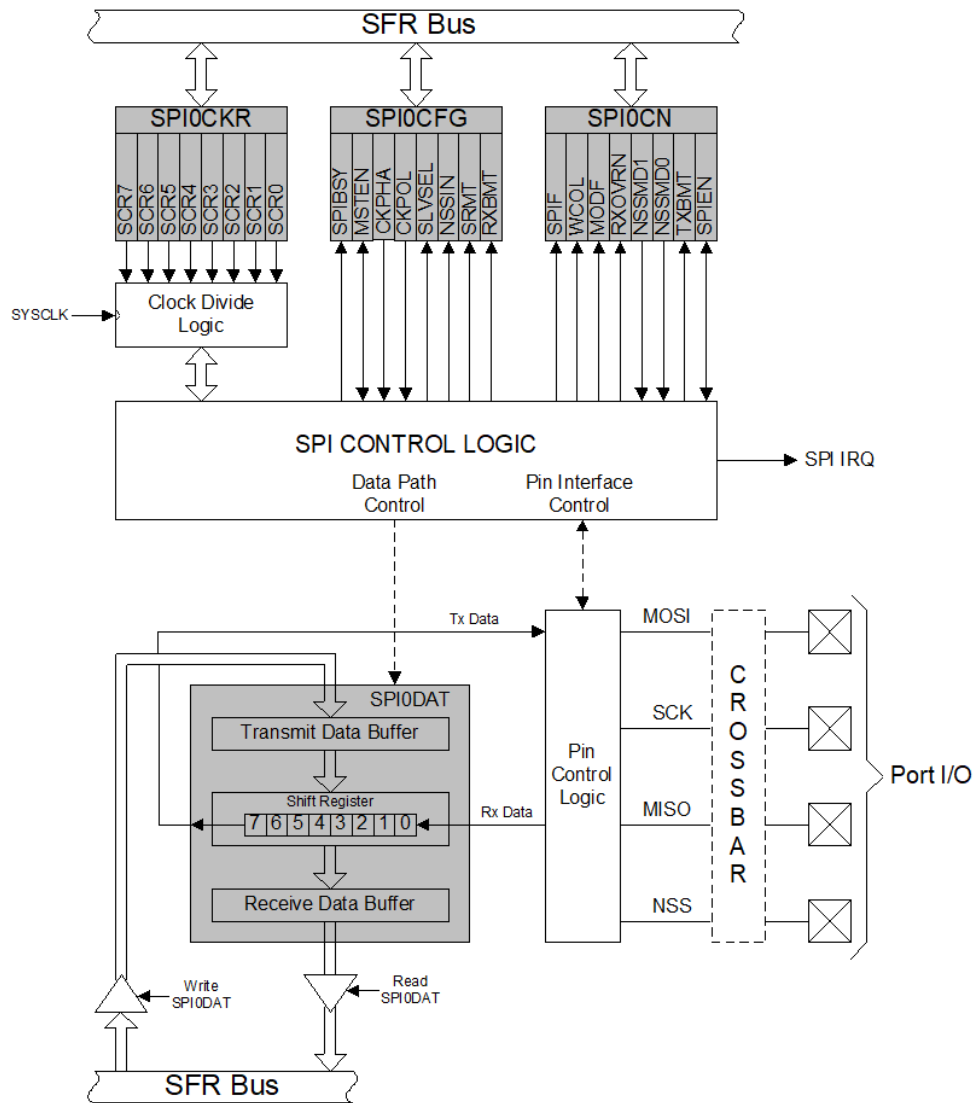 SFR Bus
SPI0CKR
SCR7
SCR6
SCR5
SCR4
SCR3
SCR2
SCR1
SCR0
SPI0CFG
SPIBSY
MSTEN
CKPHA
CKPOL
SLVSEL
NSSIN
SRMT
RXBMT
SPI0CN
SPIF
WCOL
MODF
RXOVRN
NSSMD1
NSSMD0
TXBMT
SPIEN
SYSCLK
Clock Divide
Logic
SPI CONTROL LOGIC
Data Path
Control
Pin Interface
Control
SPI IRQ
Tx Data
SPI0DAT
Transmit Data Buffer
Shift Register
7 6 5 4 3 2 1 0
Rx Data
Receive Data Buffer
Pin
Control
Logic
MOSI
SCK
MISO
NSS
CROSSBAR
Port I/O
Write
SPI0DAT
Read
SPI0DAT
SFR Bus